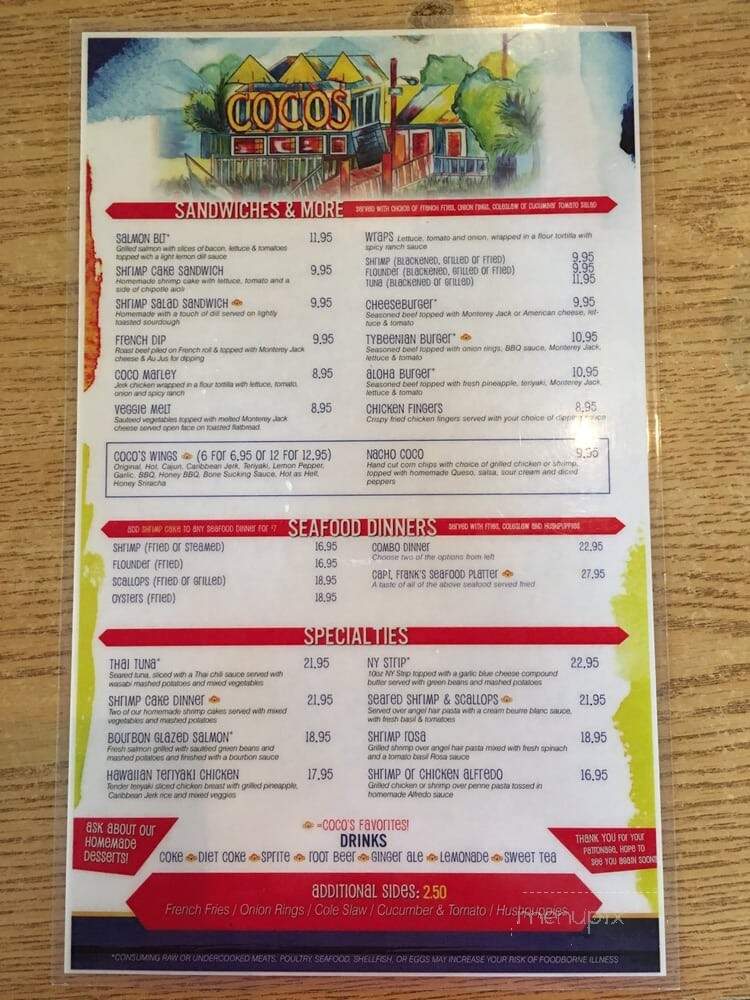 COCOS
SANDWICHES & MORE
SERVED WITH CHOICE OF FRENCH FRIES, ONION RINGS, COLESLAW OR CUCUMBER TOMATO SALAD
SALMON BLT* 11.95
Grilled salmon with slices of bacon, lettuce & tomatoes
topped with a light lemon dill sauce
SHRIMP CAKE SANDWICH 9.95
Homemade shrimp cake with lettuce, tomato and a
side of chipotle aioli
SHRIMP SALAD SANDWICH 9.95
Homemade with a touch of dill served on lightly
toasted sourdough
FRENCH DIP 9.95
Roast beef piled on French roll & topped with Monterey Jack
cheese & Au Jus for dipping
COCO MARLEY 8.95
Jerk chicken wrapped in a flour tortilla with lettuce, tomato,
onion and spicy ranch
VEGGIE MELT 8.95
Sauteed vegetables topped with melted Monterey Jack
cheese served open face on toasted flatbread
WRAPS Lettuce, tomato and onion, wrapped in a flour tortilla with
spicy ranch sauce
SHRIMP (BLACKENED, GRILLED OR FRIED) 9.95
FLOUNDER (BLACKENED, GRILLED OR FRIED) 9.95
TUNA (BLACKENED OR GRILLED) 11.95
CHEESEBURGER* 9.95
Seasoned beef topped with Monterey Jack or American cheese, let-
tuce & tomato
TYBEENIAN BURGER* 10.95
Seasoned beef topped with onion rings, BBQ sauce, Monterey Jack,
lettuce & tomato
ALOHA BURGER* 10.95
Seasoned beef topped with fresh pineapple, teriyaki, Monterey Jack,
lettuce & tomato
CHICKEN FINGERS 8.95
Crispy fried chicken fingers served with your choice of dipping sauce
COCO'S WINGS (6 FOR 6.95 OR 12 FOR 12.95)
Original, Hot, Cajun, Caribbean Jerk, Teriyaki, Lemon Pepper,
Garlic, BBQ, Honey BBQ, Bone Sucking Sauce, Hot as Hell,
Honey Sriracha
NACHO COCO 9.95
Hand cut corn chips with choice of grilled chicken or shrimp,
topped with homemade Queso, salsa, sour cream and diced
peppers
ADD SHRIMP CAKE TO ANY SEAFOOD DINNER FOR $7
SEAFOOD DINNERS
SERVED WITH FRIES, COLESLAW AND HUSHPUPPIES
SHRIMP (FRIED OR STEAMED) 16.95
FLOUNDER (FRIED) 16.95
SCALLOPS (FRIED OR GRILLED) 18.95
OYSTERS (FRIED) 18.95
COMBO DINNER 22.95
Choose two of the options from left
CAPT. FRANK'S SEAFOOD PLATTER 27.95
A taste of all of the above seafood served fried
SPECIALTIES
THAI TUNA* 21.95
Seared tuna, sliced with a Thai chili sauce served with
wasabi mashed potatoes and mixed vegetables
SHRIMP CAKE DINNER 21.95
Two of our homemade shrimp cakes served with mixed
vegetables and mashed potatoes
BOURBON GLAZED SALMON* 18.95
Fresh salmon grilled with sautéed green beans and
mashed potatoes and finished with a bourbon sauce
HAWAIIAN TERIYAKI CHICKEN 17.95
Tender teriyaki sliced chicken breast with grilled pineapple,
Caribbean Jerk rice and mixed veggies
NY STRIP* 22.95
10oz NY Strip topped with a garlic blue cheese compound
butter served with green beans and mashed potatoes
SEARED SHRIMP & SCALLOPS 21.95
Served over angel hair pasta with a cream beurre blanc sauce,
with fresh basil & tomatoes
SHRIMP ROSA 18.95
Grilled shrimp over angel hair pasta mixed with fresh spinach
and a tomato basil Rosa sauce
SHRIMP OR CHICKEN ALFREDO 16.95
Grilled chicken or shrimp over penne pasta tossed in
homemade Alfredo sauce
ASK ABOUT OUR
HOMEMADE
DESSERTS!
=COCO'S FAVORITES!
DRINKS
COKE DIET COKE SPRITE ROOT BEER GINGER ALE LEMONADE SWEET TEA
THANK YOU FOR YOUR
PATRONAGE, HOPE TO
SEE YOU AGAIN SOON!
ADDITIONAL SIDES: 2.50
French Fries / Onion Rings / Cole Slaw / Cucumber & Tomato / Hushpuppies
menupix
*CONSUMING RAW OR UNDERCOOKED MEATS, POULTRY, SEAFOOD, SHELLFISH, OR EGGS MAY INCREASE YOUR RISK OF FOODBORNE ILLNESS